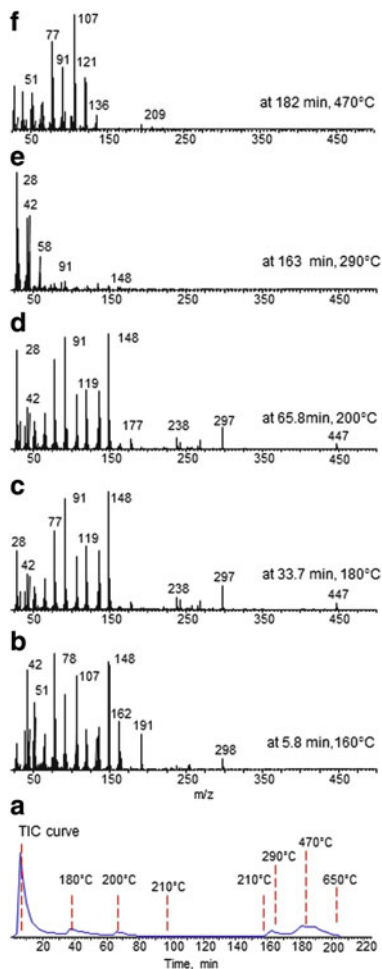 f
107
77
91
121
51
136
209
at 182 min, 470°C
50 150 250 350 450
e
28
42
58
91
148
at 163 min, 290°C
50 150 250 350 450
d
148
91
28
119
42
177
238
297
at 65.8min, 200°C
447
50 150 250 350 450
c
148
91
77
28
119
42
297
238
at 33.7 min, 180°C
447
50 150 250 350 450
b
42
78
148
107
51
162
191
at 5.8 min, 160°C
298
50 150 250 350 450
m/z
a
TIC curve
470°C
290°C
180°C
200°C
210°C
210°C
650°C
20 40 60 80 100 120 140 160 180 200 220
Time, min